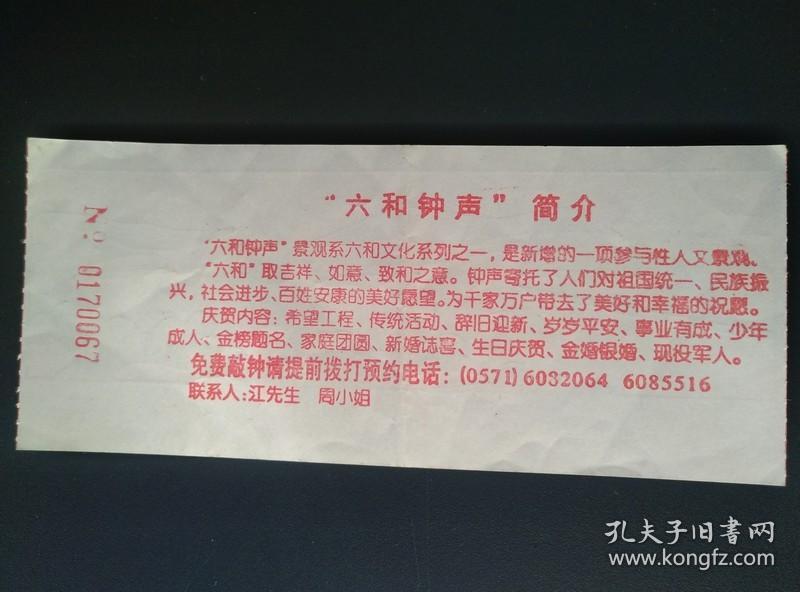 “六和钟声”简介
“六和钟声”景观系六和文化系列之一，是新增的一项参与性人文景观。
“六和”取吉祥、如意、致和之意。钟声寄托了人们对祖国统一、民族振
兴，社会进步、百姓安康的美好愿望。为千家万户带去了美好和幸福的祝愿。
庆贺内容：希望工程、传统活动、辞旧迎新、岁岁平安、事业有成、少年
成人、金榜题名、家庭团圆、新婚誌喜、生日庆贺、金婚银婚、现役军人。
免费敲钟请提前拨打预约电话：(0571) 6082064 6085516
联系人：江先生 周小姐
№ 0170067
孔夫子旧書网
www.kongfz.com